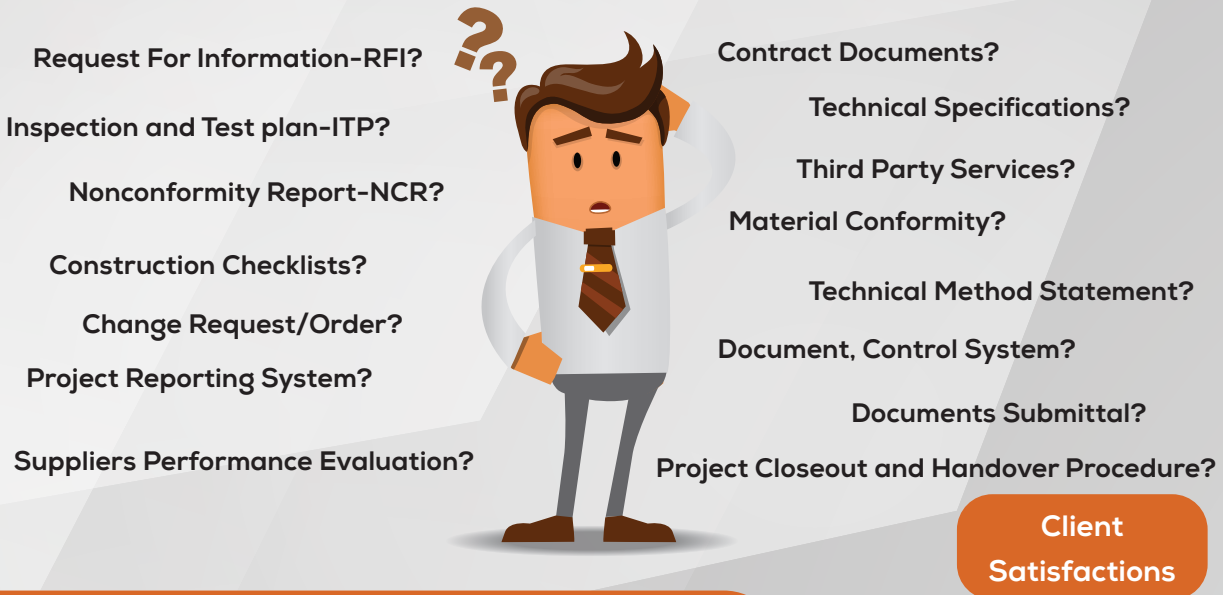 Request For Information-RFI?
Inspection and Test plan-ITP?
Nonconformity Report-NCR?
Construction Checklists?
Change Request/Order?
Project Reporting System?
Suppliers Performance Evaluation?
? ?
Contract Documents?
Technical Specifications?
Third Party Services?
Material Conformity?
Technical Method Statement?
Document, Control System?
Documents Submittal?
Project Closeout and Handover Procedure?
Client
Satisfactions